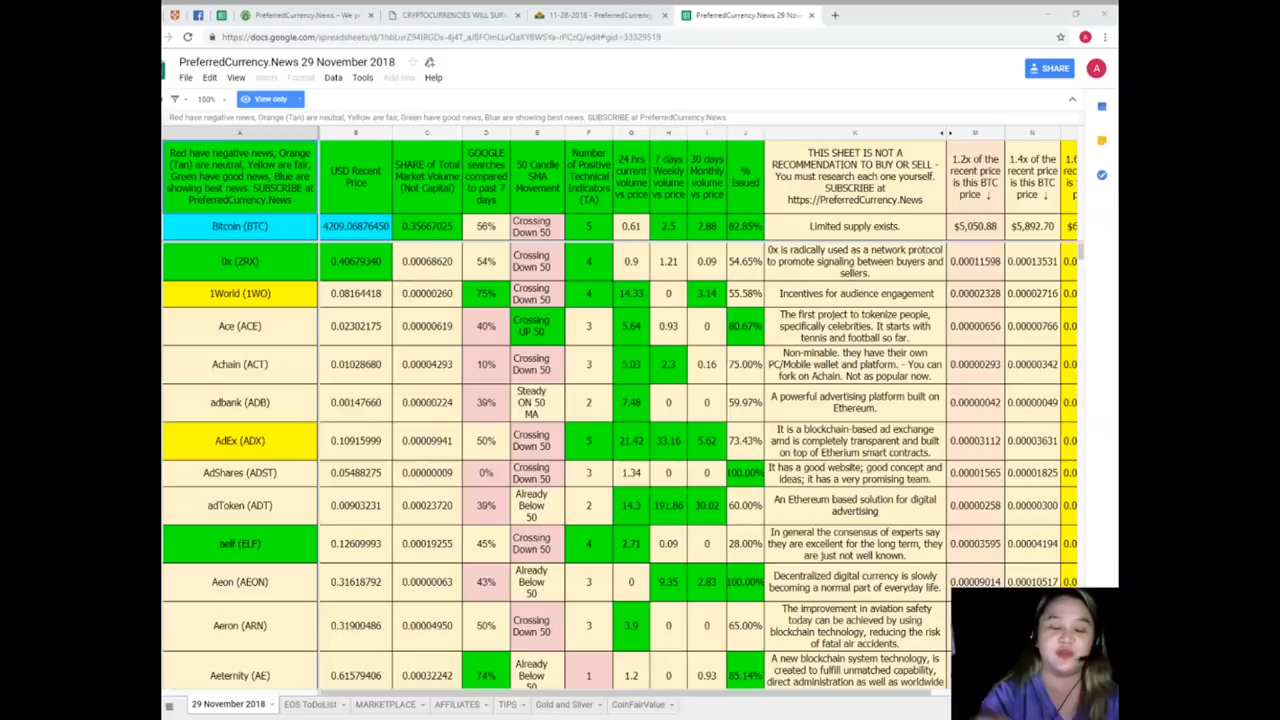 PreferredCurrency.News – We p
CRYPTOCURRENCIES WILL SUR
11-28-2018 - PreferredCurrency
PreferredCurrency.News 29 Nov
PreferredCurrency.News 29 November 2018
File Edit View Insert Format Data Tools Add-ons Help
SHARE
A
100%
View only
Red have negative news, Orange (Tan) are neutral, Yellow are fair, Green have good news, Blue are showing best news. SUBSCRIBE at PreferredCurrency.News
A B C D E F G H I J K M N
Red have negative news, Orange (Tan) are neutral, Yellow are fair, Green have good news, Blue are showing best news. SUBSCRIBE at PreferredCurrency.News
USD Recent Price
SHARE of Total Market Volume (Not Capital)
GOOGLE searches compared to past 7 days
50 Candle SMA Movement
Number of Positive Technical Indicators (TA)
24 hrs current volume vs price
7 days Weekly volume vs price
30 days Monthly volume vs price
% Issued
THIS SHEET IS NOT A RECOMMENDATION TO BUY OR SELL - You must research each one yourself. SUBSCRIBE at https://PreferredCurrency.News
1.2x of the recent price is this BTC price ↓
1.4x of the recent price is this BTC price ↓
Bitcoin (BTC) 4209.06876450 0.35667025 56% Crossing Down 50 5 0.61 2.5 2.88 82.85% Limited supply exists. $5,050.88 $5,892.70
0x (ZRX) 0.40679340 0.00068620 54% Crossing Down 50 4 0.9 1.21 0.09 54.65% 0x is radically used as a network protocol to promote signaling between buyers and sellers. 0.00011598 0.00013531
1World (1WO) 0.08164418 0.00000260 75% Crossing Down 50 4 14.33 0 3.14 55.58% Incentives for audience engagement 0.00002328 0.00002716
Ace (ACE) 0.02302175 0.00000619 40% Crossing UP 50 3 5.64 0.93 0 80.67% The first project to tokenize people, specifically celebrities. It starts with tennis and football so far. 0.00000656 0.00000766
Achain (ACT) 0.01028680 0.00004293 10% Crossing Down 50 3 5.03 2.3 0.16 75.00% Non-minable. they have their own PC/Mobile wallet and platform. - You can fork on Achain. Not as popular now. 0.00000293 0.00000342
adbank (ADB) 0.00147660 0.00000224 39% Steady ON 50 MA 2 7.48 0 0 59.97% A powerful advertising platform built on Ethereum. 0.00000042 0.00000049
AdEx (ADX) 0.10915999 0.00009941 50% Crossing Down 50 5 21.42 33.16 5.62 73.43% It is a blockchain-based ad exchange amd is completely transparent and built on top of Etherium smart contracts. 0.00003112 0.00003631
AdShares (ADST) 0.05488275 0.00000009 0% Crossing Down 50 3 1.34 0 0 100.00% It has a good website; good concept and ideas; it has a very promising team. 0.00001565 0.00001825
adToken (ADT) 0.00903231 0.00023720 39% Already Below 50 2 14.3 191.86 30.02 60.00% An Ethereum based solution for digital advertising 0.00000258 0.00000300
aelf (ELF) 0.12609993 0.00019255 45% Crossing Down 50 4 2.71 0.09 0 28.00% In general the consensus of experts say they are excellent for the long term, they are just not well known. 0.00003595 0.00004194
Aeon (AEON) 0.31618792 0.00000063 43% Already Below 50 3 0 9.35 2.83 100.00% Decentralized digital currency is slowly becoming a normal part of everyday life. 0.00009014 0.00010517
Aeron (ARN) 0.31900486 0.00004950 50% Crossing Down 50 3 3.9 0 0 65.00% The improvement in aviation safety today can be achieved by using blockchain technology, reducing the risk of fatal air accidents.
Aeternity (AE) 0.61579406 0.00032242 74% Already Below 50 1 1.2 0 0.93 85.14% A new blockchain system technology, is created to fulfill unmatched capability, direct administration as well as worldwide
29 November 2018 EOS ToDoList MARKETPLACE AFFILIATES TIPS Gold and Silver CoinFairValue